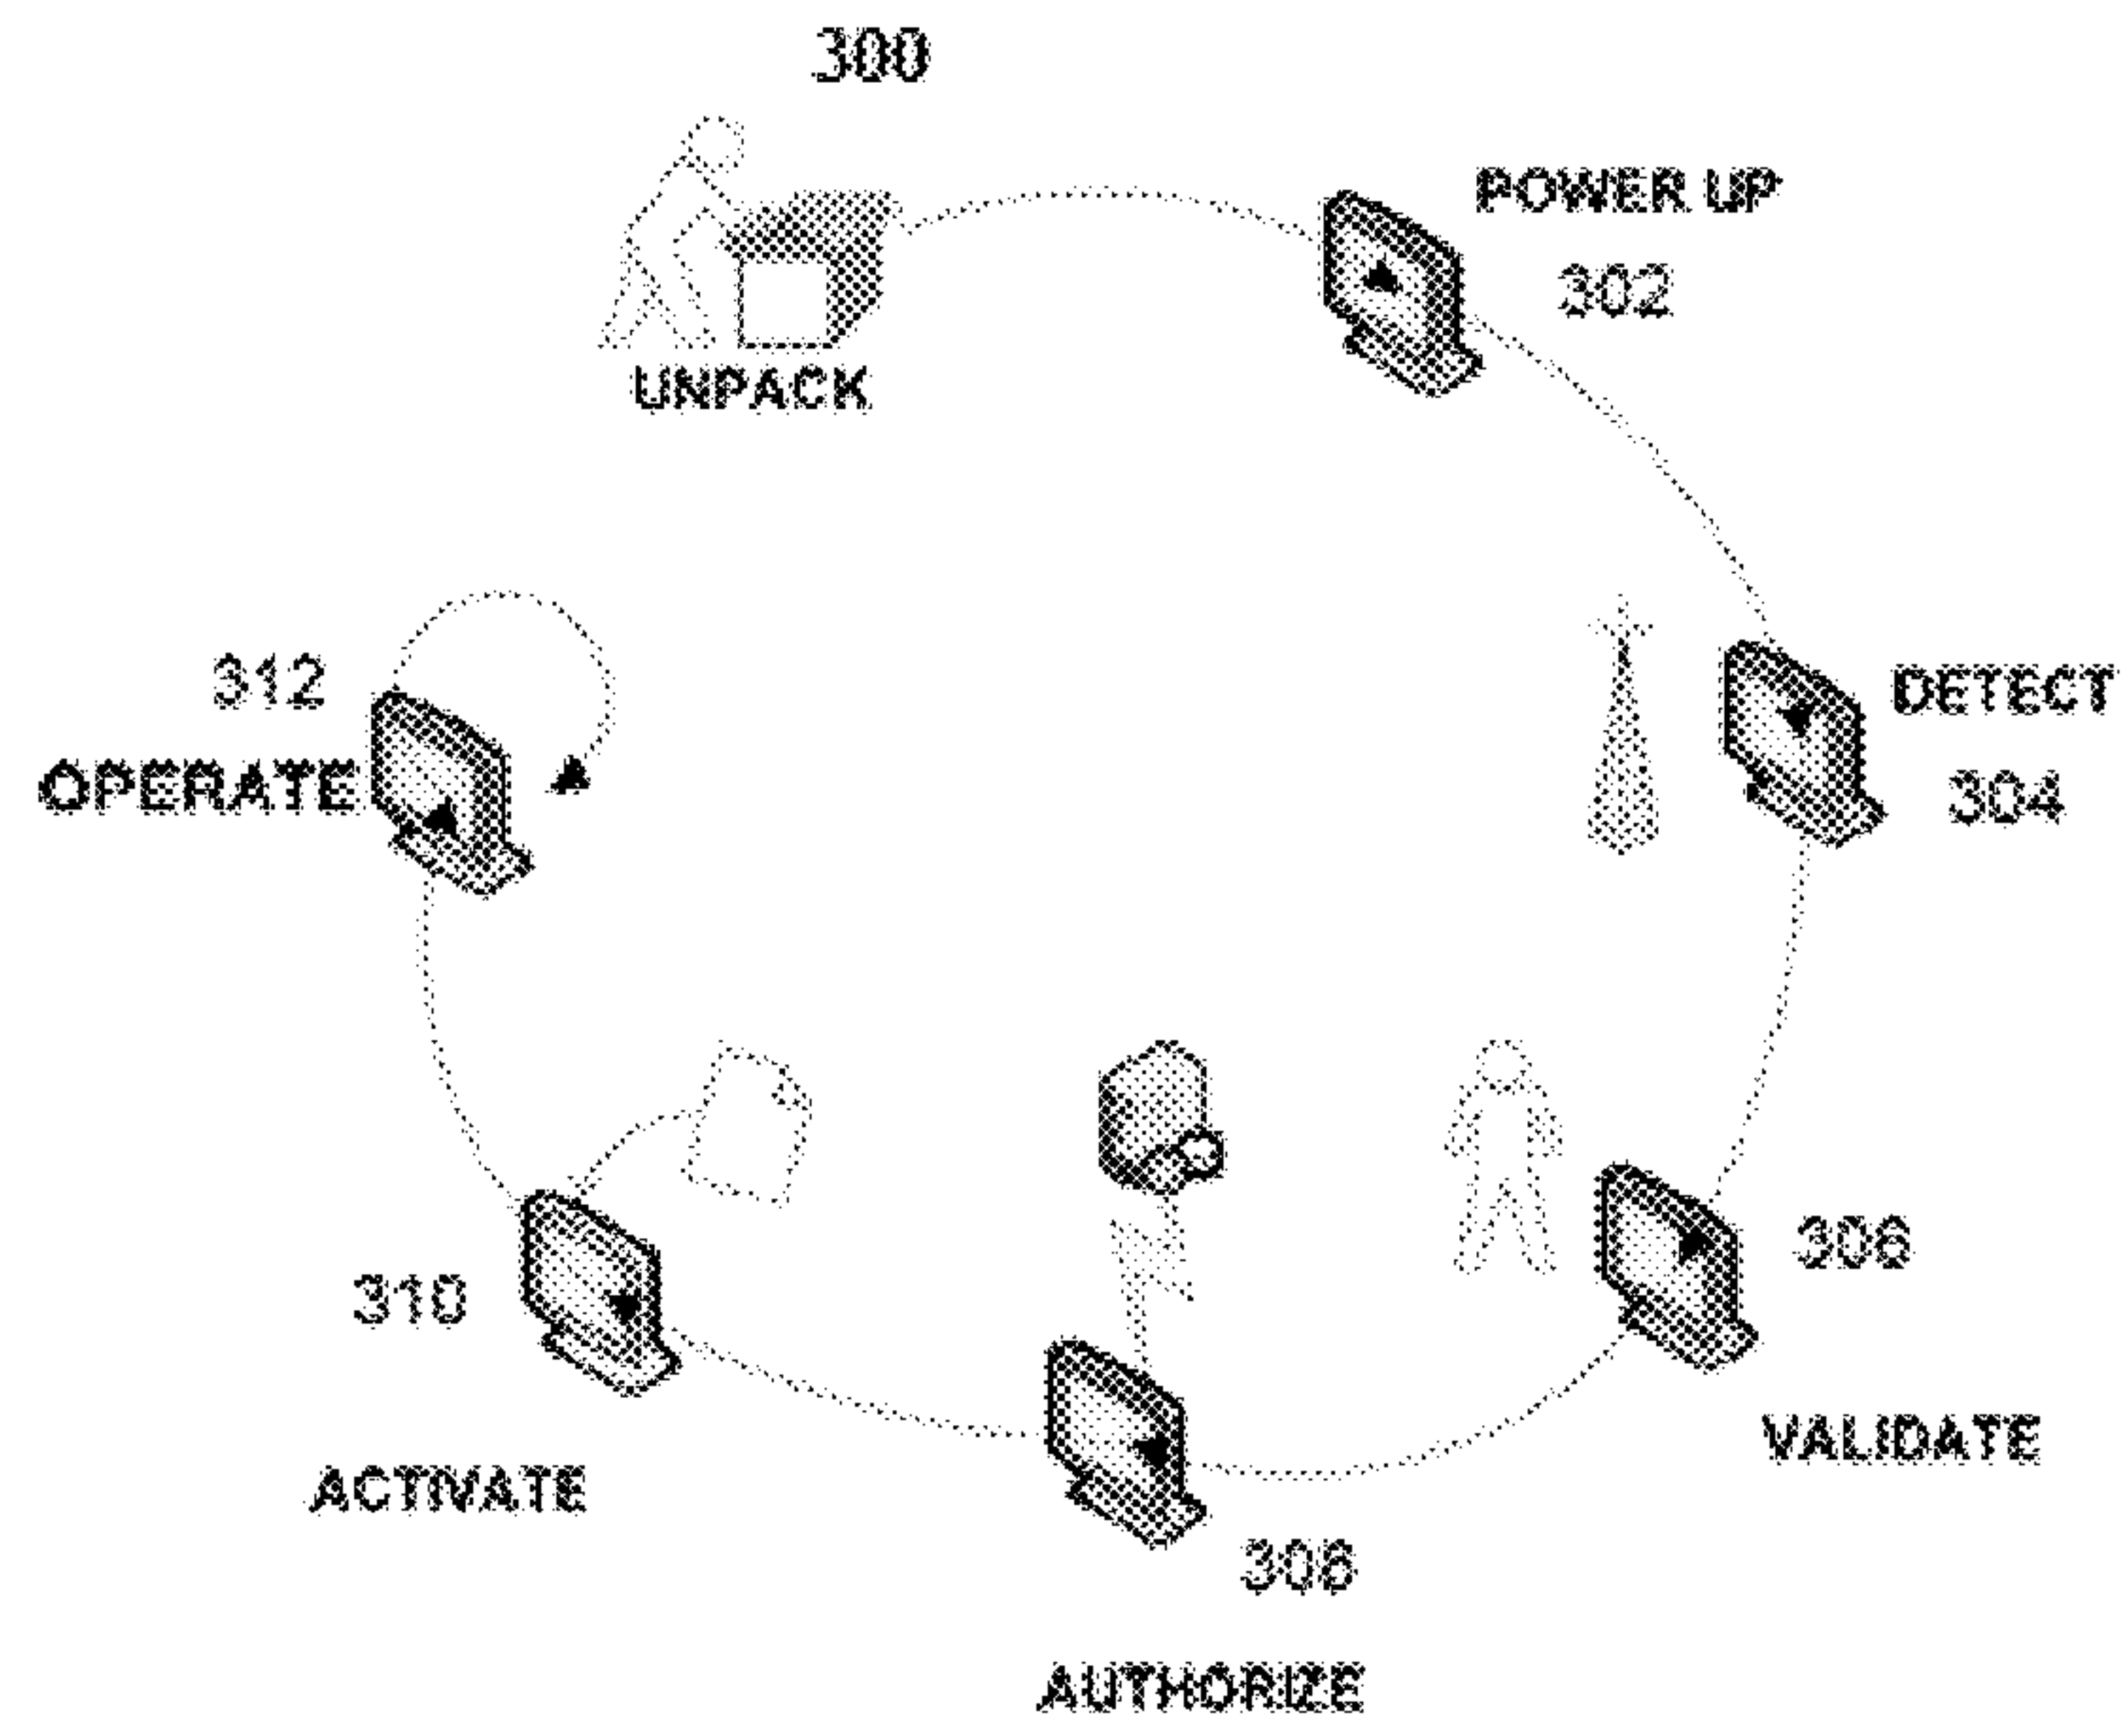 300
UNPACK
POWER UP
302
DETECT
304
306
VALIDATE
308
AUTHORIZE
310
ACTIVATE
312
OPERATE